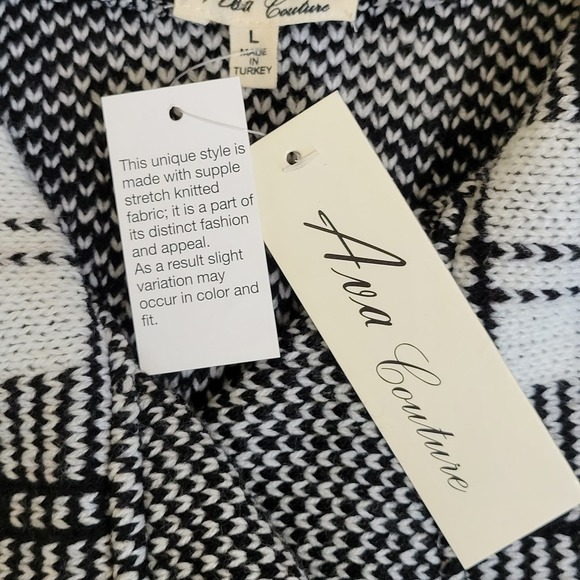 Couture
L
MADE
IN
TURKEY
This unique style is
made with supple
stretch knitted
fabric; it is a part of
its distinct fashion
and appeal.
As a result slight
variation may
occur in color and
fit.
Ava Couture